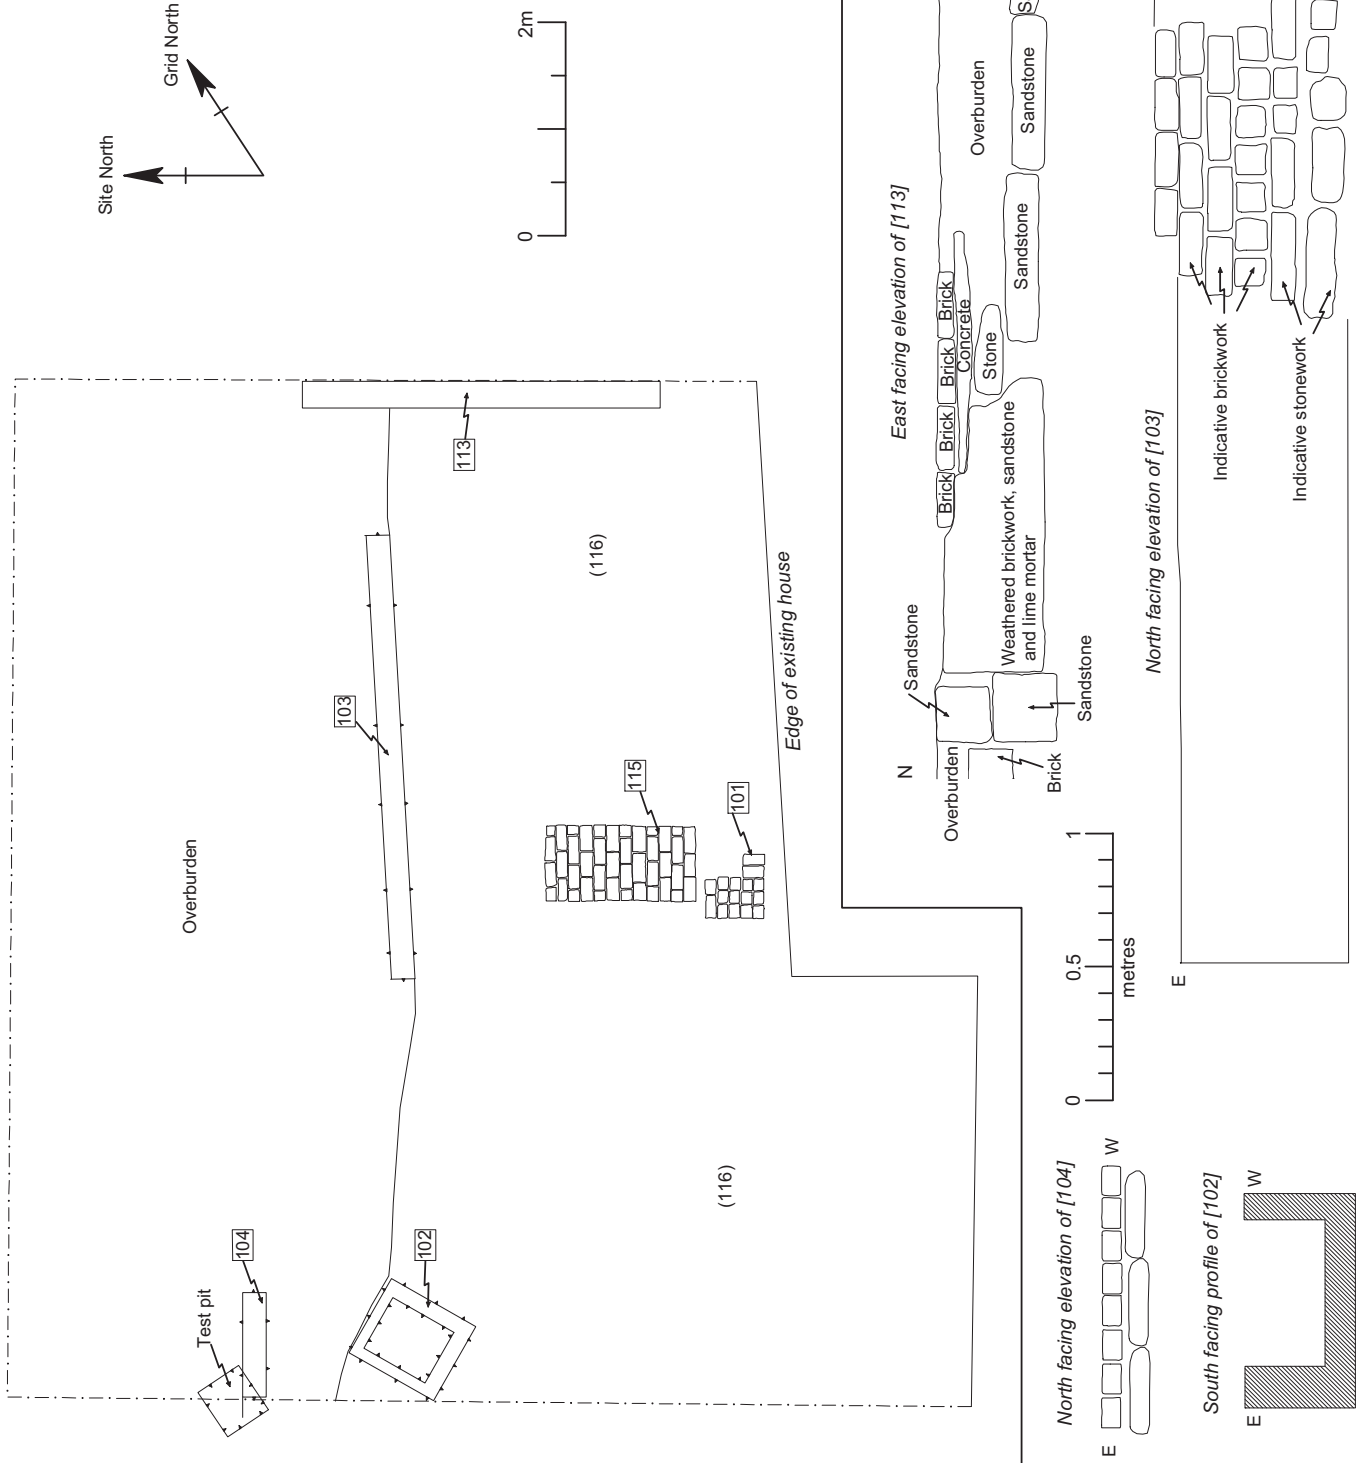 Site North
Grid North
0
2m
Overburden
Test pit
104
102
103
113
(116)
(116)
115
101
Edge of existing house
East facing elevation of [113]
N
Overburden
Sandstone
Brick
Brick
Brick
Brick
Concrete
Stone
Overburden
Weathered brickwork, sandstone
and lime mortar
Sandstone
Sandstone
Brick
Sandstone
0
0.5
1
metres
North facing elevation of [103]
E
Indicative brickwork
Indicative stonework
North facing elevation of [104]
E
W
South facing profile of [102]
E
W